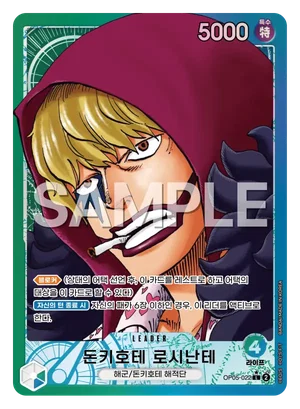 5000
특수
特
SAMPLE
블로커 (상대의 어택 선언 후, 이 카드를 레스트로 하고 어택의
대상을 이 카드로 할 수 있다)
자신의 턴 종료 시 자신의 패가 6장 이하인 경우, 이 리더를 액티브로
한다.
LEADER
돈키호테 로시난테
해군/돈키호테 해적단
4
라이프
OP05-022 L 2